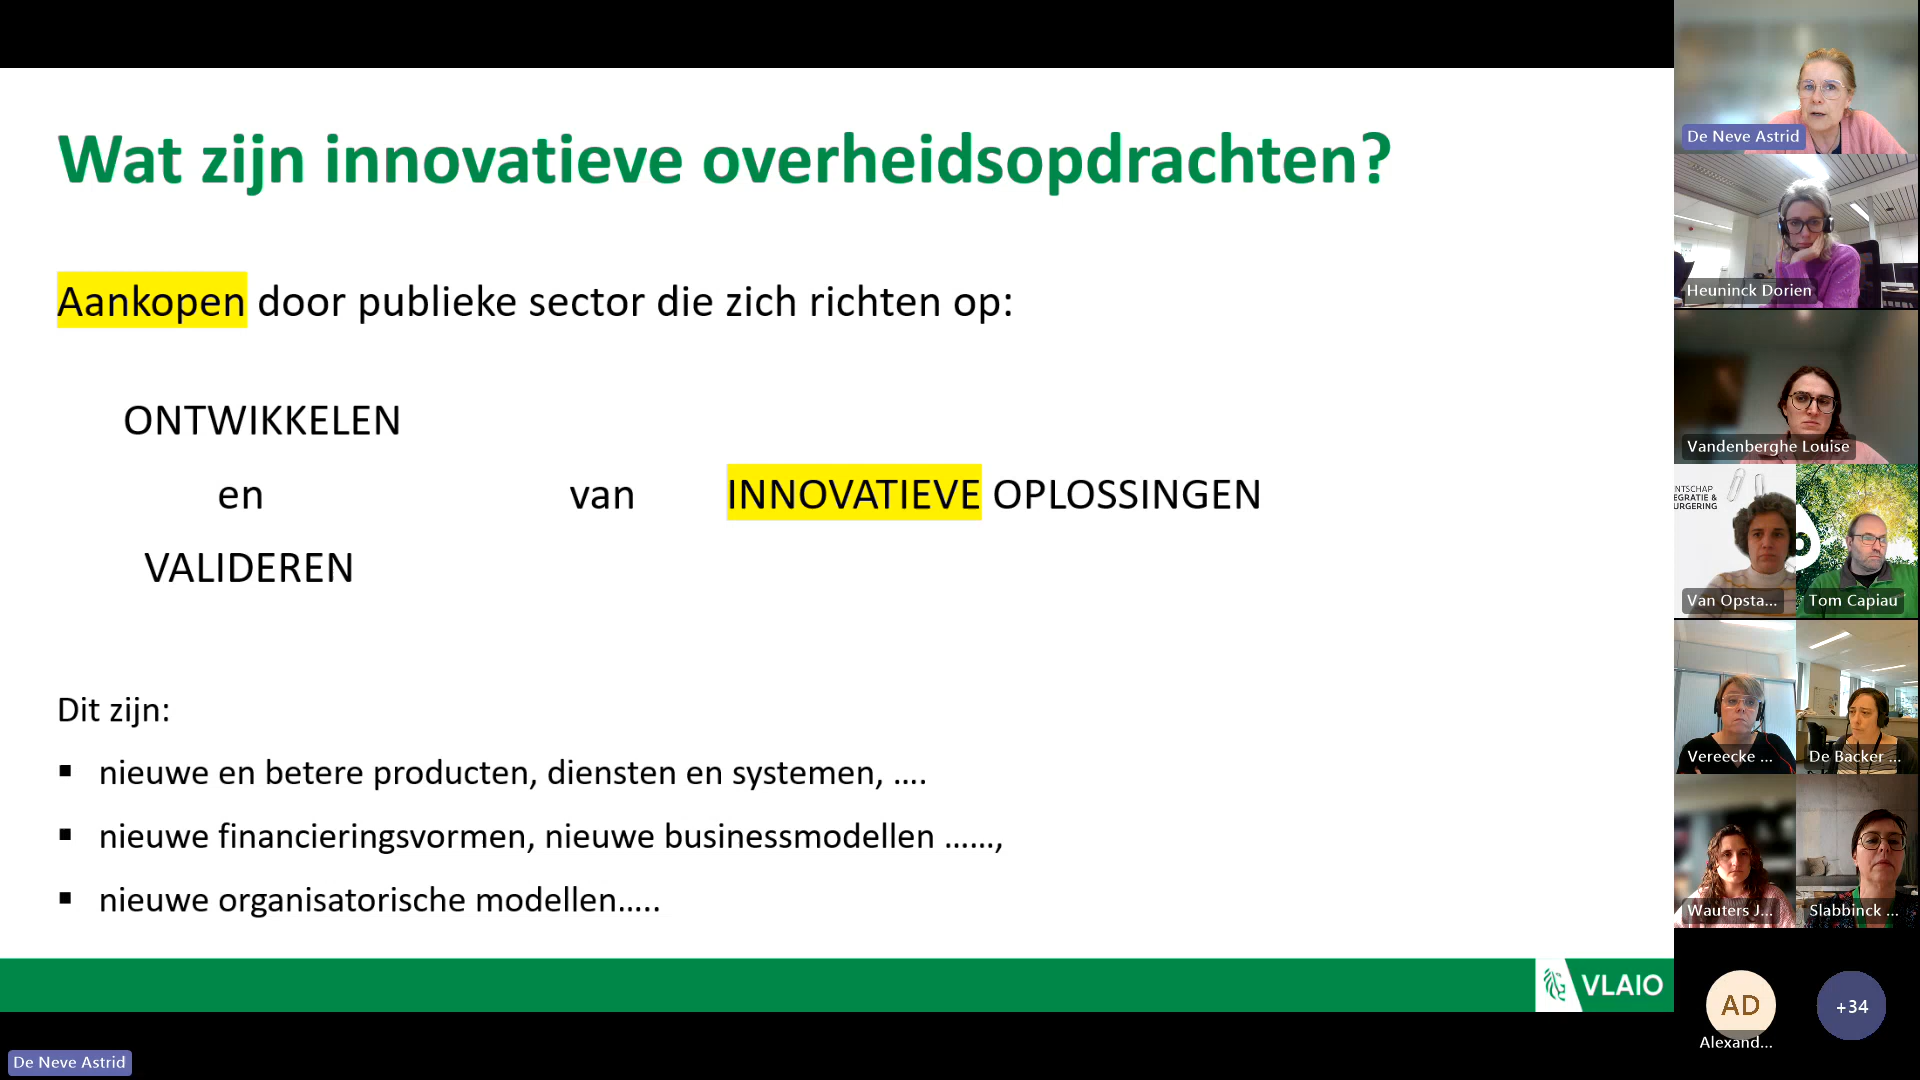 Wat zijn innovatieve overheidsopdrachten?
Aankopen door publieke sector die zich richten op:
ONTWIKKELEN
en van INNOVATIEVE OPLOSSINGEN
VALIDEREN
Dit zijn:
▪ nieuwe en betere producten, diensten en systemen, ….
▪ nieuwe financieringsvormen, nieuwe businessmodellen ……,
▪ nieuwe organisatorische modellen…..
VLAIO
De Neve Astrid
De Neve Astrid
Heuninck Dorien
Vandenberghe Louise
NTSCHAP
EGRATIE &
URGERING
Van Opsta...
Tom Capiau
Vereecke ...
De Backer ...
Wauters J...
Slabbinck ...
AD
Alexand...
+34